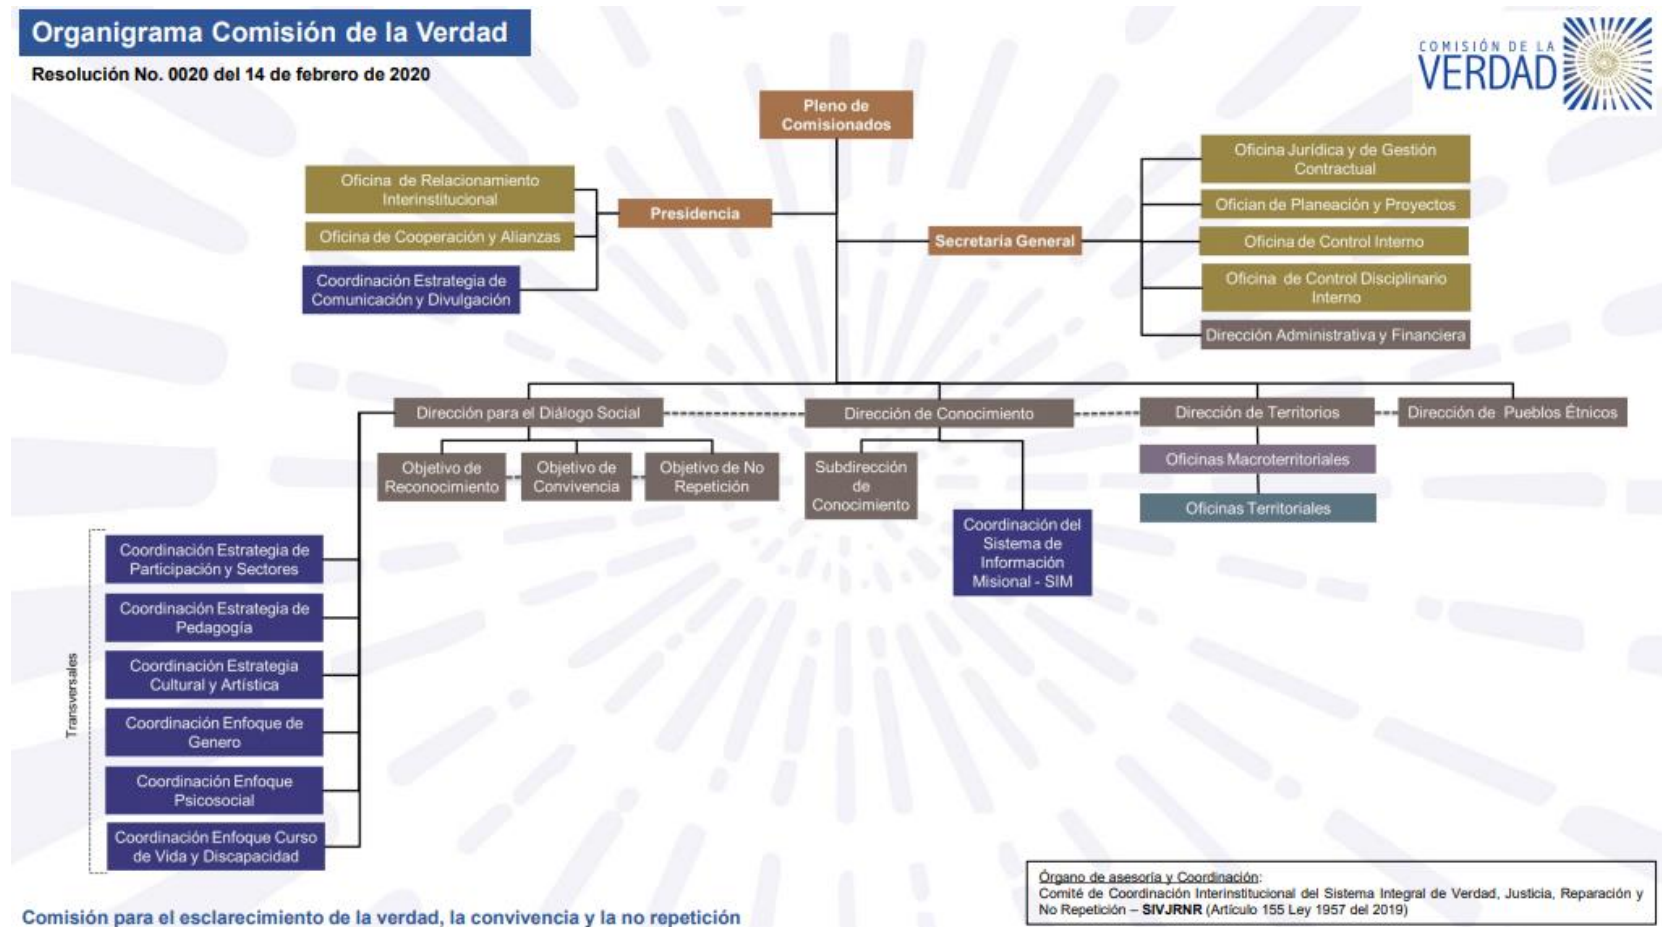 Organigrama Comisión de la Verdad
Resolución No. 0020 del 14 de febrero de 2020
COMISIÓN DE LA
VERDAD
Pleno de
Comisionados
Oficina de Relacionamiento
Interinstitucional
Oficina de Cooperación y Alianzas
Coordinación Estrategia de
Comunicación y Divulgación
Presidencia
Secretaría General
Oficina Jurídica y de Gestión
Contractual
Ofician de Planeación y Proyectos
Oficina de Control Interno
Oficina de Control Disciplinario
Interno
Dirección Administrativa y Financiera
Dirección para el Diálogo Social
Dirección de Conocimiento
Dirección de Territorios
Dirección de Pueblos Étnicos
Objetivo de
Reconocimiento
Objetivo de
Convivencia
Objetivo de No
Repetición
Subdirección
de
Conocimiento
Coordinación del
Sistema de
Información
Misional - SIM
Oficinas Macroterritoriales
Oficinas Territoriales
Transversales
Coordinación Estrategia de
Participación y Sectores
Coordinación Estrategia de
Pedagogía
Coordinación Estrategia
Cultural y Artística
Coordinación Enfoque de
Genero
Coordinación Enfoque
Psicosocial
Coordinación Enfoque Curso
de Vida y Discapacidad
Órgano de asesoría y Coordinación:
Comité de Coordinación Interinstitucional del Sistema Integral de Verdad, Justicia, Reparación y
No Repetición – SIVJRNR (Artículo 155 Ley 1957 del 2019)
Comisión para el esclarecimiento de la verdad, la convivencia y la no repetición